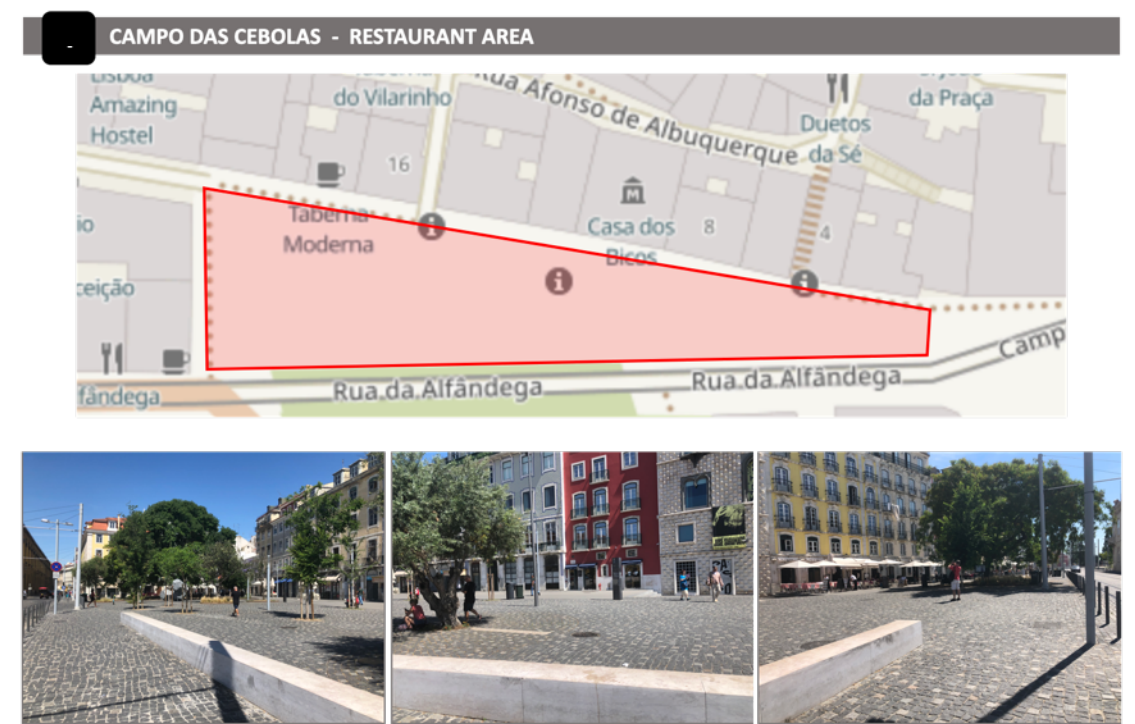 CAMPO DAS CEBOLAS - RESTAURANT AREA
Lisboa
Amazing
Hostel
do Vilarinho
Rua Afonso de Albuquerque
da Praça
Duetos
da Sé
16
Taberna
Moderna
Casa dos
Bicos
8
4
Camp
Rua da Alfândega
Rua da Alfândega
fândega
ceição
io